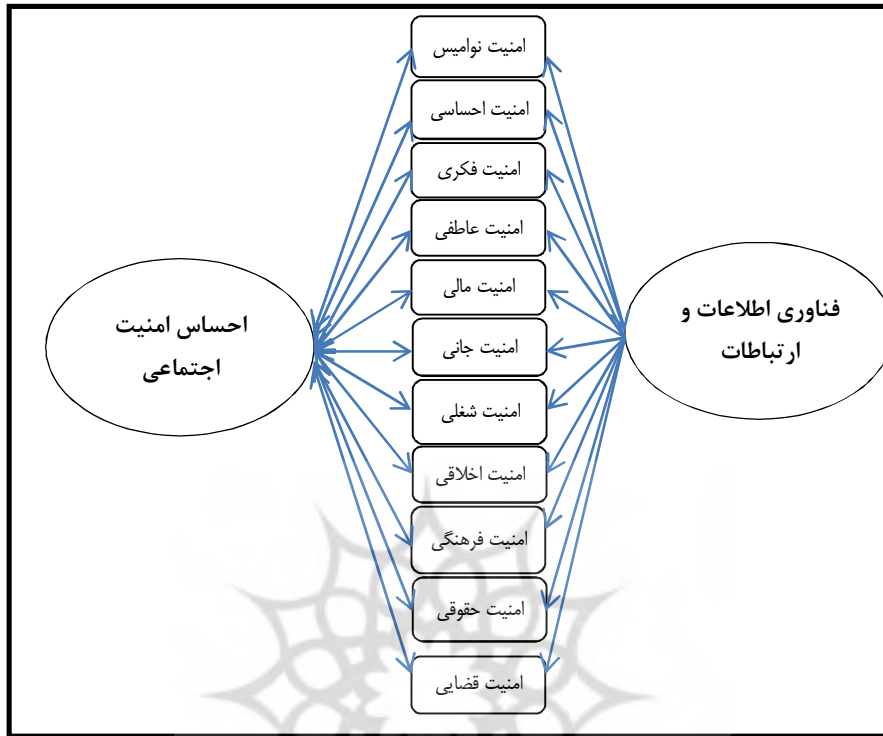 فناوری اطلاعات و
ارتباطات
امنیت نوامیس
امنیت احساسی
امنیت فکری
امنیت عاطفی
امنیت مالی
امنیت جانی
امنیت شغلی
امنیت اخلاقی
امنیت فرهنگی
امنیت حقوقی
امنیت قضایی
احساس امنیت
اجتماعی